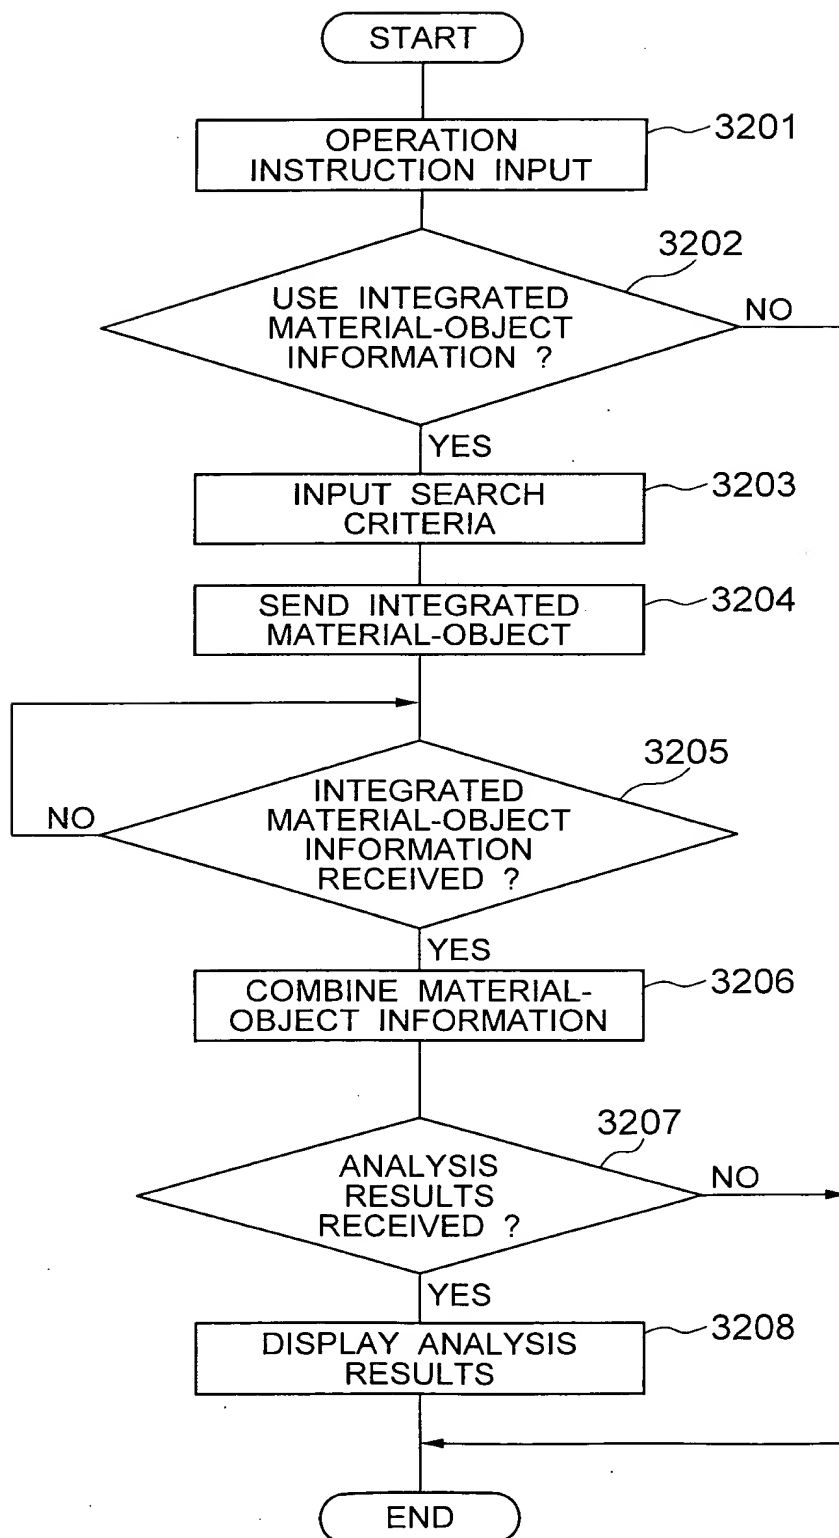 START
OPERATION
INSTRUCTION INPUT
3201
USE INTEGRATED
MATERIAL-OBJECT
INFORMATION ?
3202
NO
YES
INPUT SEARCH
CRITERIA
3203
SEND INTEGRATED
MATERIAL-OBJECT
3204
INTEGRATED
MATERIAL-OBJECT
INFORMATION
RECEIVED ?
3205
NO
YES
COMBINE MATERIAL-
OBJECT INFORMATION
3206
ANALYSIS
RESULTS
RECEIVED ?
3207
NO
YES
DISPLAY ANALYSIS
RESULTS
3208
END